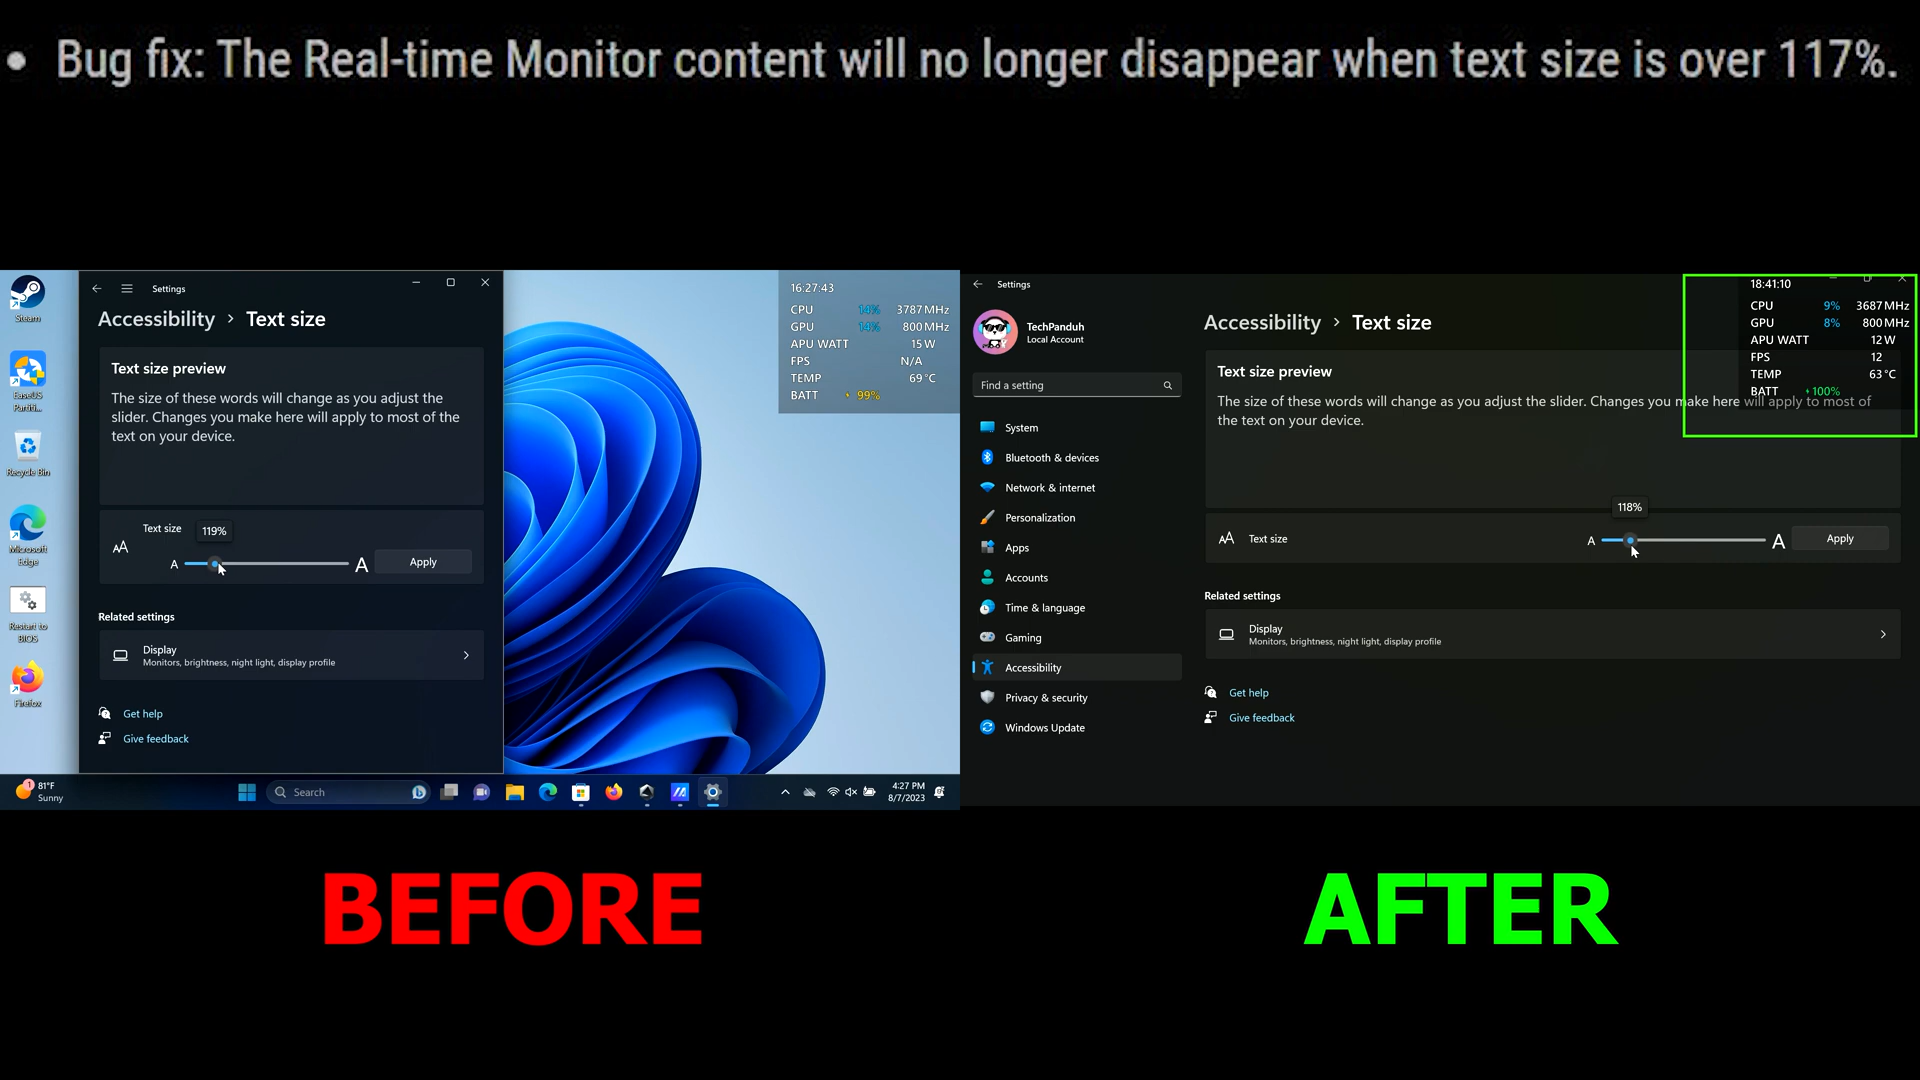 • Bug fix: The Real-time Monitor content will no longer disappear when text size is over 117%.
Steam
EaseUS
Partiti...
Recycle Bin
Microsoft
Edge
Restart to
BIOS
Firefox
Settings
Accessibility > Text size
Text size preview
The size of these words will change as you adjust the
slider. Changes you make here will apply to most of the
text on your device.
Text size
119%
A
A
Apply
Related settings
Display
Monitors, brightness, night light, display profile
Get help
Give feedback
16:27:43
CPU 14% 3787 MHz
GPU 14% 800 MHz
APU WATT 15 W
FPS N/A
TEMP 69 °C
BATT 99%
1
81°F
Sunny
Search
4:27 PM
8/7/2023
Settings
TechPanduh
Local Account
Find a setting
System
Bluetooth & devices
Network & internet
Personalization
Apps
Accounts
Time & language
Gaming
Accessibility
Privacy & security
Windows Update
Accessibility > Text size
Text size preview
The size of these words will change as you adjust the slider. Changes you make here will apply to most of
the text on your device.
118%
Text size
A
A
Apply
Related settings
Display
Monitors, brightness, night light, display profile
Get help
Give feedback
18:41:10
CPU 9% 3687 MHz
GPU 8% 800 MHz
APU WATT 12 W
FPS 12
TEMP 63 °C
BATT 100%
BEFORE
AFTER